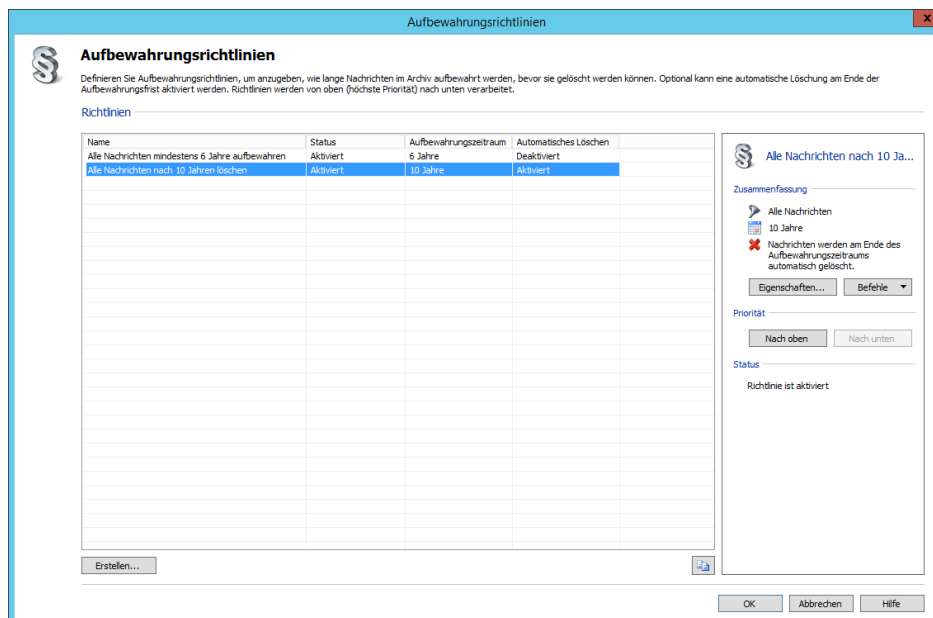 Aufbewahrungsrichtlinien
x
Aufbewahrungsrichtlinien
Definieren Sie Aufbewahrungsrichtlinien, um anzugeben, wie lange Nachrichten im Archiv aufbewahrt werden, bevor sie gelöscht werden können. Optional kann eine automatische Löschung am Ende der
Aufbewahrungsfrist aktiviert werden. Richtlinien werden von oben (höchste Priorität) nach unten verarbeitet.
Richtlinien
Name Status Aufbewahrungszeitraum Automatisches Löschen
Alle Nachrichten mindestens 6 Jahre aufbewahren Aktiviert 6 Jahre Deaktiviert
Alle Nachrichten nach 10 Jahren löschen Aktiviert 10 Jahre Aktiviert
Alle Nachrichten nach 10 Ja...
Zusammenfassung
Alle Nachrichten
10 Jahre
Nachrichten werden am Ende des
Aufbewahrungszeitraums
automatisch gelöscht.
Eigenschaften... Befehle
Priorität
Nach oben Nach unten
Status
Richtlinie ist aktiviert
Erstellen...
OK Abbrechen Hilfe